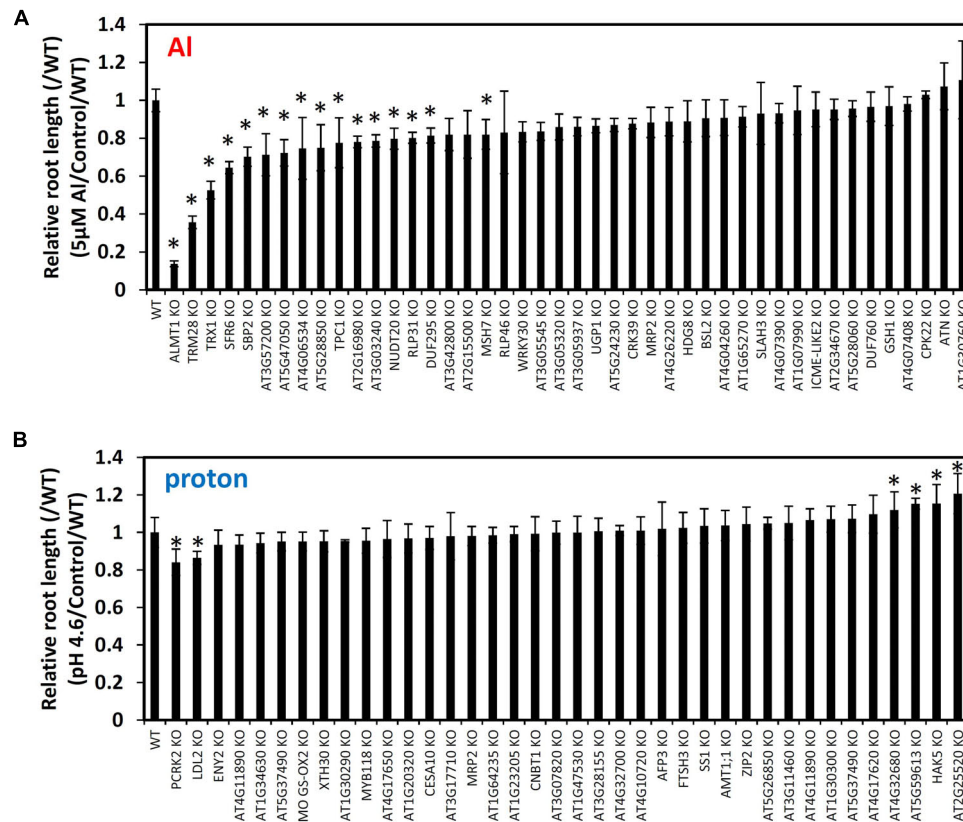 A
Al
Relative root length (/WT)
(5μM Al/Control/WT)
1.4
1.2
1
0.8
0.6
0.4
0.2
0
* * * * * * * * * * * * * * * *
WT
ALMT1 KO
TRM28 KO
TRX1 KO
SFR6 KO
SBP2 KO
AT3G57200 KO
AT5G47050 KO
AT4G06534 KO
AT5G28850 KO
TPC1 KO
AT2G16980 KO
AT3G03240 KO
NUDT20 KO
RLP31 KO
DUF295 KO
AT3G42800 KO
AT2G15500 KO
MSH7 KO
RLP46 KO
WRKY30 KO
AT3G05545 KO
AT3G05320 KO
AT3G05937 KO
UGP1 KO
AT5G24230 KO
CRK39 KO
MRP2 KO
AT4G26220 KO
HDG8 KO
BSL2 KO
AT4G04260 KO
AT1G65270 KO
SLAH3 KO
AT4G07390 KO
AT1G07990 KO
ICME-LIKE2 KO
AT2G34670 KO
AT5G28060 KO
DUF760 KO
GSH1 KO
AT4G07408 KO
CPK22 KO
ATN KO
B
proton
Relative root length (/WT)
(pH 4.6/Control/WT)
1.4
1.2
1
0.8
0.6
0.4
0.2
0
* * * * * *
WT
PCRK2 KO
LDL2 KO
ENY2 KO
AT4G11890 KO
AT1G34630 KO
AT5G37490 KO
MO GS-OX2 KO
XTH30 KO
AT1G30290 KO
MYB118 KO
AT4G17650 KO
AT1G20320 KO
CESA10 KO
AT3G17710 KO
MRP2 KO
AT1G64235 KO
AT1G23205 KO
CNBT1 KO
AT3G07820 KO
AT1G47530 KO
AT3G28155 KO
AT4G32700 KO
AT4G10720 KO
AFP3 KO
FTSH3 KO
SS1 KO
AMT1;1 KO
ZIP2 KO
AT5G26850 KO
AT3G11460 KO
AT4G11890 KO
AT1G30300 KO
AT5G37490 KO
AT4G17620 KO
AT4G32680 KO
AT5G59613 KO
HAK5 KO
AT2G25520 KO